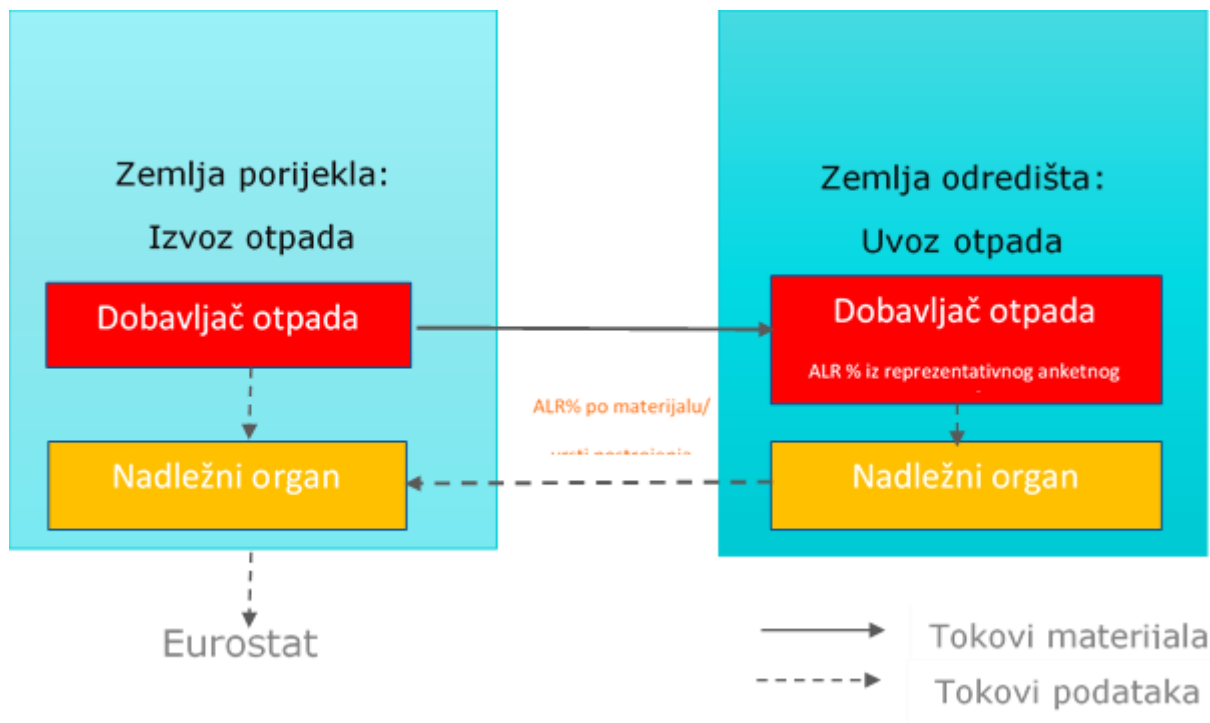 Zemlja porijekla:
Izvoz otpada
Dobavljač otpada
Nadležni organ
Eurostat
ALR% po materijalu/
Zemlja odredišta:
Uvoz otpada
Dobavljač otpada
ALR % iz reprezentativnog anketnog
Nadležni organ
Tokovi materijala
Tokovi podataka